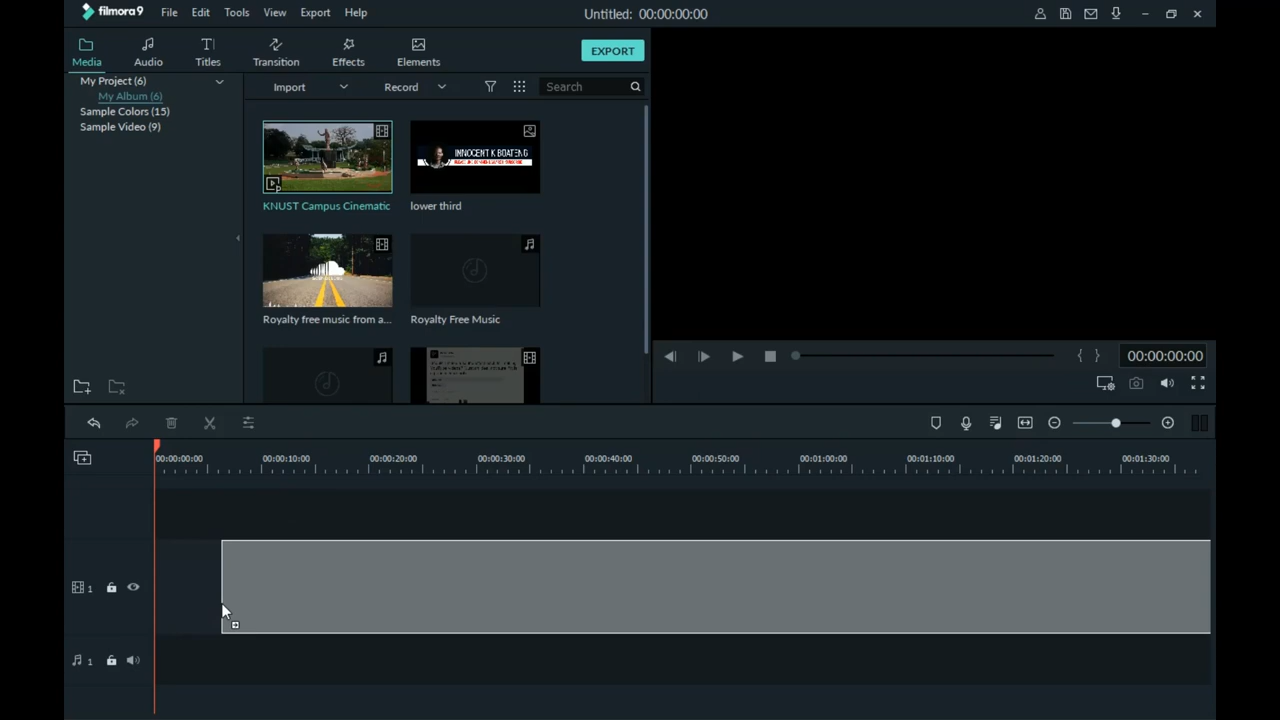 filmora9 File Edit Tools View Export Help Untitled: 00:00:00:00
Media Audio Titles Transition Effects Elements EXPORT
My Project (6)
My Album (6)
Sample Colors (15)
Sample Video (9)
Import Record Search
INNOCENT K BOATENG
KNUST Campus Cinematic lower third
Royalty free music from a... Royalty Free Music
00:00:00:00
00:00:00:00 00:00:10:00 00:00:20:00 00:00:30:00 00:00:40:00 00:00:50:00 00:01:00:00 00:01:10:00 00:01:20:00 00:01:30:00
1
1